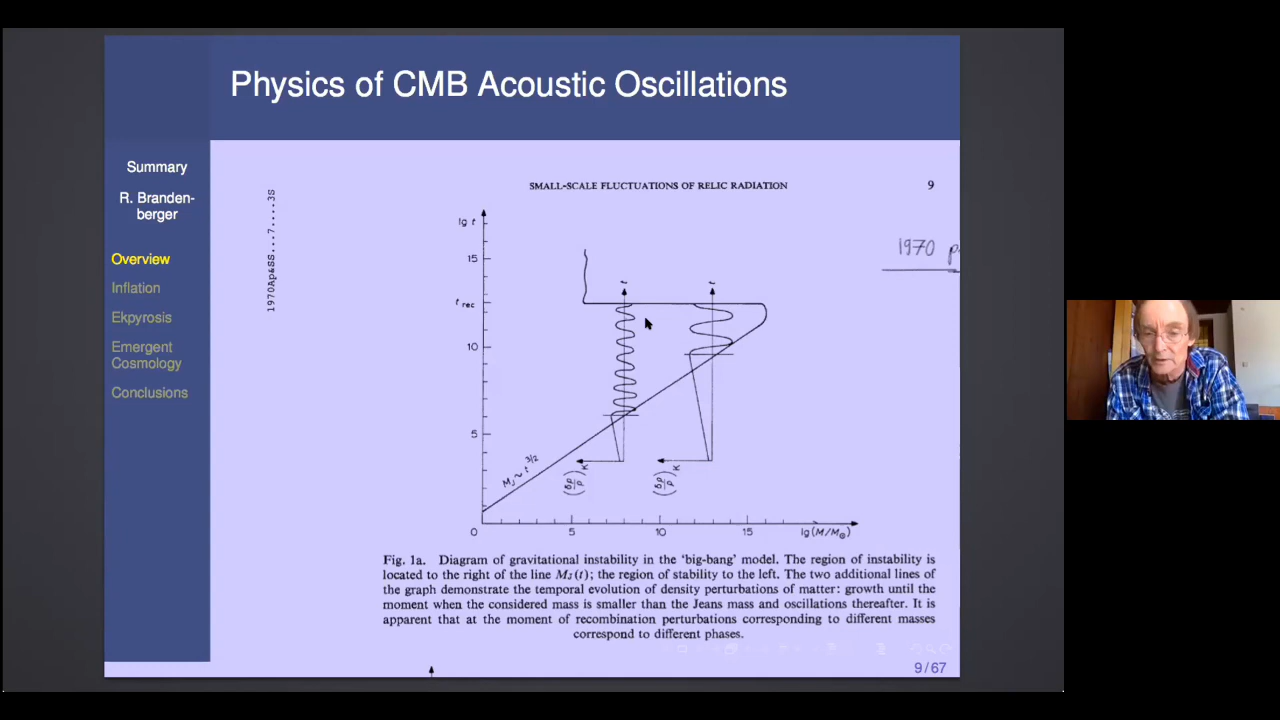 Physics of CMB Acoustic Oscillations
Summary
R. Branden-
berger
Overview
Inflation
Ekpyrosis
Emergent
Cosmology
Conclusions
1970Ap&SS...7....3S
SMALL-SCALE FLUCTUATIONS OF RELIC RADIATION
9
1970
lg t
15
t rec
10
5
0
M_J ~ t^3/2
(δρ/ρ)_K
(δρ/ρ)_K
t
t
5
10
15
lg(M/M⊙)
Fig. 1a. Diagram of gravitational instability in the 'big-bang' model. The region of instability is
located to the right of the line M_J(t); the region of stability to the left. The two additional lines of
the graph demonstrate the temporal evolution of density perturbations of matter: growth until the
moment when the considered mass is smaller than the Jeans mass and oscillations thereafter. It is
apparent that at the moment of recombination perturbations corresponding to different masses
correspond to different phases.
9/67